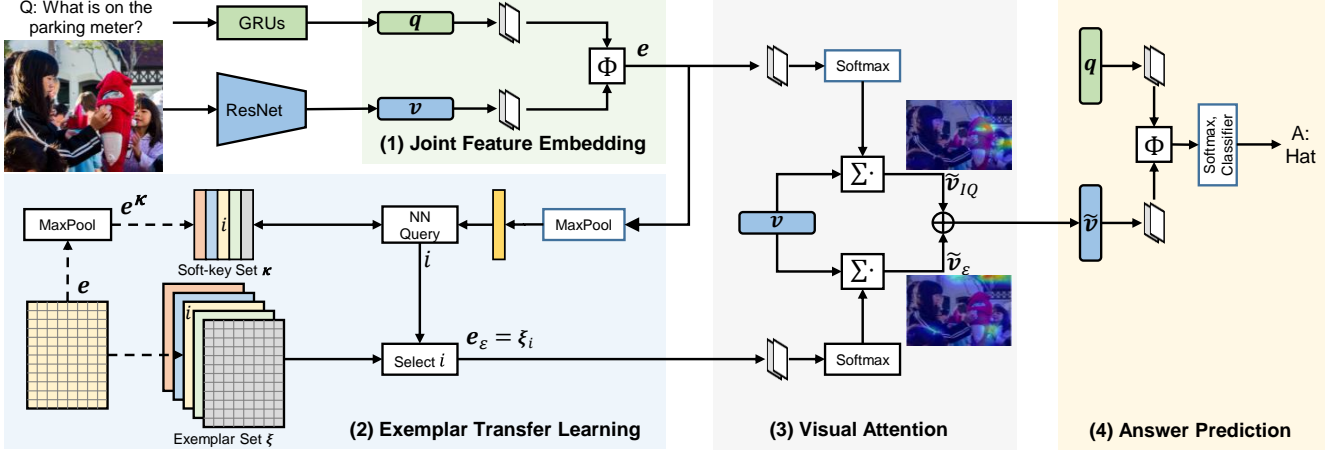 Q: What is on the
parking meter?
GRUs
q
ResNet
v
Φ
e
(1) Joint Feature Embedding
MaxPool
e^κ
i
Soft-key Set κ
NN
Query
MaxPool
i
e
i
Exemplar Set ξ
Select i
e_ε = ξ_i
(2) Exemplar Transfer Learning
Softmax
Σ·
ṽ_IQ
v
⊕
Σ·
ṽ_ε
Softmax
(3) Visual Attention
q
Φ
ṽ
Softmax,
Classifier
A:
Hat
(4) Answer Prediction